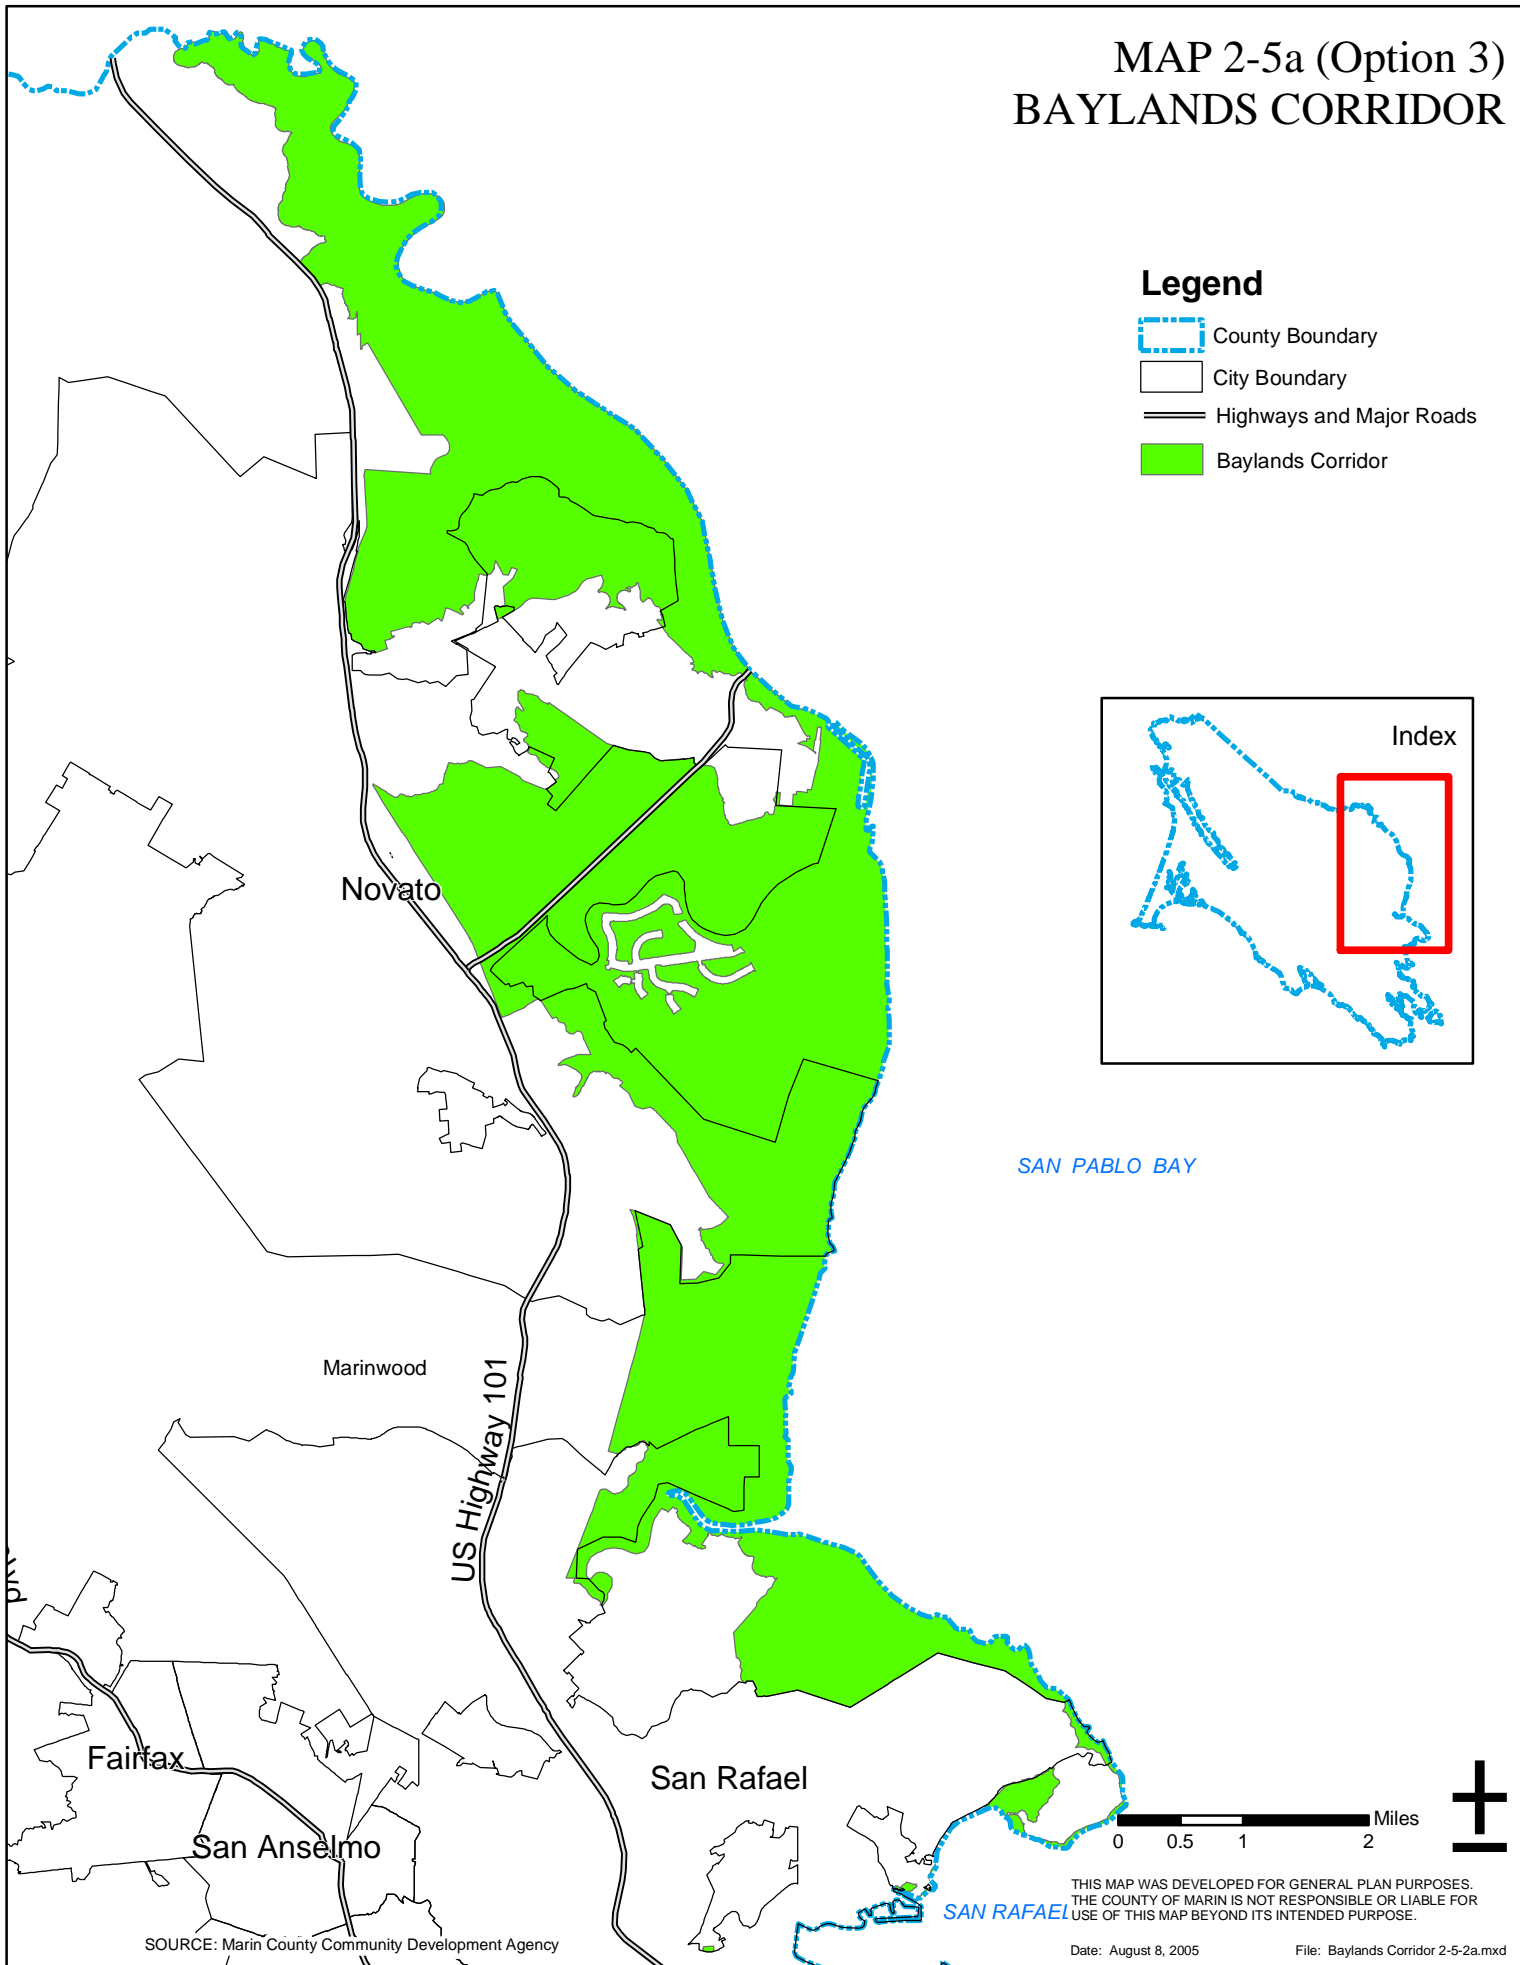 MAP 2-5a (Option 3)
BAYLANDS CORRIDOR
Legend
County Boundary
City Boundary
Highways and Major Roads
Baylands Corridor
Index
Novato
SAN PABLO BAY
Marinwood
US Highway 101
Fairfax
San Rafael
San Anselmo
Miles
0 0.5 1 2
THIS MAP WAS DEVELOPED FOR GENERAL PLAN PURPOSES.
THE COUNTY OF MARIN IS NOT RESPONSIBLE OR LIABLE FOR
USE OF THIS MAP BEYOND ITS INTENDED PURPOSE.
SAN RAFAEL
SOURCE: Marin County Community Development Agency
Date: August 8, 2005
File: Baylands Corridor 2-5-2a.mxd